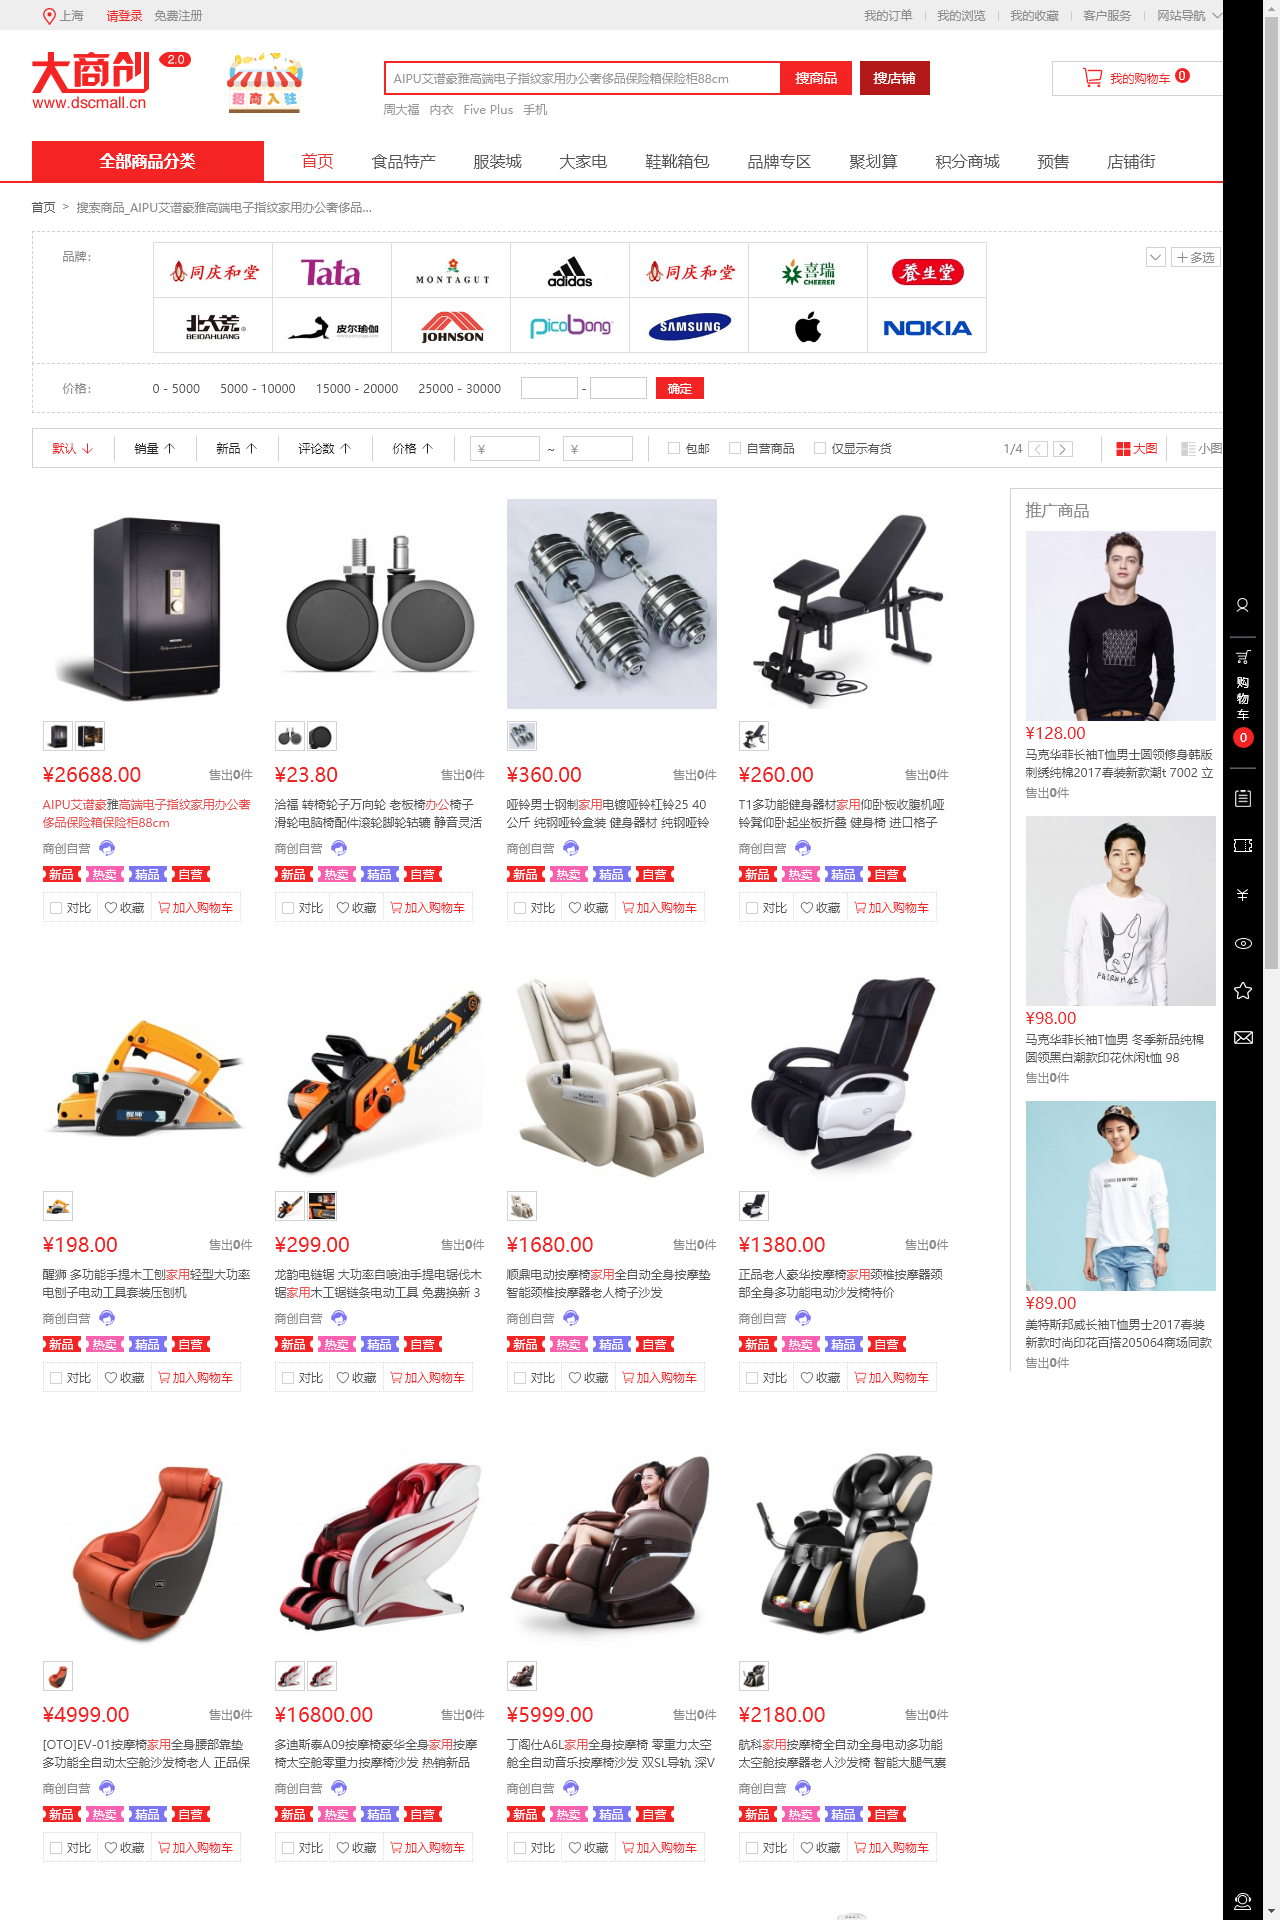 上海 请登录 免费注册 我的订单 我的浏览 我的收藏 客户服务 网站导航
大商创 2.0
www.dscmall.cn
招商入驻
AIPU艾谱豪雅高端电子指纹家用办公奢侈品保险箱保险柜88cm 搜商品 搜店铺
我的购物车 0
周大福 内衣 Five Plus 手机
全部商品分类 首页 食品特产 服装城 大家电 鞋靴箱包 品牌专区 聚划算 积分商城 预售 店铺街
首页 > 搜索商品_AIPU艾谱豪雅高端电子指纹家用办公奢侈品...
品牌: 同庆和堂 Tata MONTAGUT adidas 同庆和堂 喜瑞 CHEERER 養生堂 多选
北大荒 BEIDAHUANG 皮尔瑜伽 JOHNSON picobong SAMSUNG NOKIA
价格: 0 - 5000 5000 - 10000 15000 - 20000 25000 - 30000 - 确定
默认 销量 新品 评论数 价格 ¥ ~ ¥ 包邮 自营商品 仅显示有货 1/4 大图 小图
推广商品
¥26688.00 售出0件 ¥23.80 售出0件 ¥360.00 售出0件 ¥260.00 售出0件
AIPU艾谱豪雅高端电子指纹家用办公奢 洽福 转椅轮子万向轮 老板椅办公椅子 哑铃男士钢制家用电镀哑铃杠铃25 40 T1多功能健身器材家用仰卧板收腹机哑
侈品保险箱保险柜88cm 滑轮电脑椅配件滚轮脚轮轱辘 静音灵活 公斤 纯钢哑铃盒装 健身器材 纯钢哑铃 铃凳仰卧起坐板折叠 健身椅 进口格子
商创自营 商创自营 商创自营 商创自营
新品 热卖 精品 自营 新品 热卖 精品 自营 新品 热卖 精品 自营 新品 热卖 精品 自营
对比 收藏 加入购物车 对比 收藏 加入购物车 对比 收藏 加入购物车 对比 收藏 加入购物车
¥198.00 售出0件 ¥299.00 售出0件 ¥1680.00 售出0件 ¥1380.00 售出0件
醒狮 多功能手提木工刨家用轻型大功率 龙韵电链锯 大功率自喷油手提电锯伐木 顺鼎电动按摩椅家用全自动全身按摩垫 正品老人豪华按摩椅家用颈椎按摩器颈
电刨子电动工具套装压刨机 锯家用木工锯链条电动工具 免费换新 3 智能颈椎按摩器老人椅子沙发 部全身多功能电动沙发椅特价
商创自营 商创自营 商创自营 商创自营
新品 热卖 精品 自营 新品 热卖 精品 自营 新品 热卖 精品 自营 新品 热卖 精品 自营
对比 收藏 加入购物车 对比 收藏 加入购物车 对比 收藏 加入购物车 对比 收藏 加入购物车
¥4999.00 售出0件 ¥16800.00 售出0件 ¥5999.00 售出0件 ¥2180.00 售出0件
[OTO]EV-01按摩椅家用全身腰部靠垫 多迪斯泰A09按摩椅豪华全身家用按摩 丁阁仕A6L家用全身按摩椅 零重力太空 航科家用按摩椅全自动全身电动多功能
多功能全自动太空舱沙发椅老人 正品保 椅太空舱零重力按摩椅沙发 热销新品 舱全自动音乐按摩椅沙发 双SL导轨 深V 太空舱按摩器老人沙发椅 智能大腿气囊
商创自营 商创自营 商创自营 商创自营
新品 热卖 精品 自营 新品 热卖 精品 自营 新品 热卖 精品 自营 新品 热卖 精品 自营
对比 收藏 加入购物车 对比 收藏 加入购物车 对比 收藏 加入购物车 对比 收藏 加入购物车
¥128.00
马克华菲长袖T恤男士圆领修身韩版
刺绣纯棉2017春装新款潮t 7002 立
售出0件
¥98.00
马克华菲长袖T恤男 冬季新品纯棉
圆领黑白潮款印花休闲t恤 98
售出0件
¥89.00
美特斯邦威长袖T恤男士2017春装
新款时尚印花百搭205064商场同款
售出0件
购物车
0